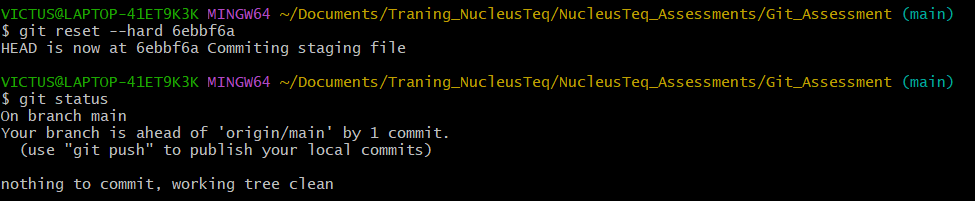 VICTUS@LAPTOP-41ET9K3K MINGW64 ~/Documents/Traning_NucleusTeq/NucleusTeq_Assessments/Git_Assessment (main)
$ git reset --hard 6ebbf6a
HEAD is now at 6ebbf6a Commiting staging file

VICTUS@LAPTOP-41ET9K3K MINGW64 ~/Documents/Traning_NucleusTeq/NucleusTeq_Assessments/Git_Assessment (main)
$ git status
On branch main
Your branch is ahead of 'origin/main' by 1 commit.
  (use "git push" to publish your local commits)

nothing to commit, working tree clean